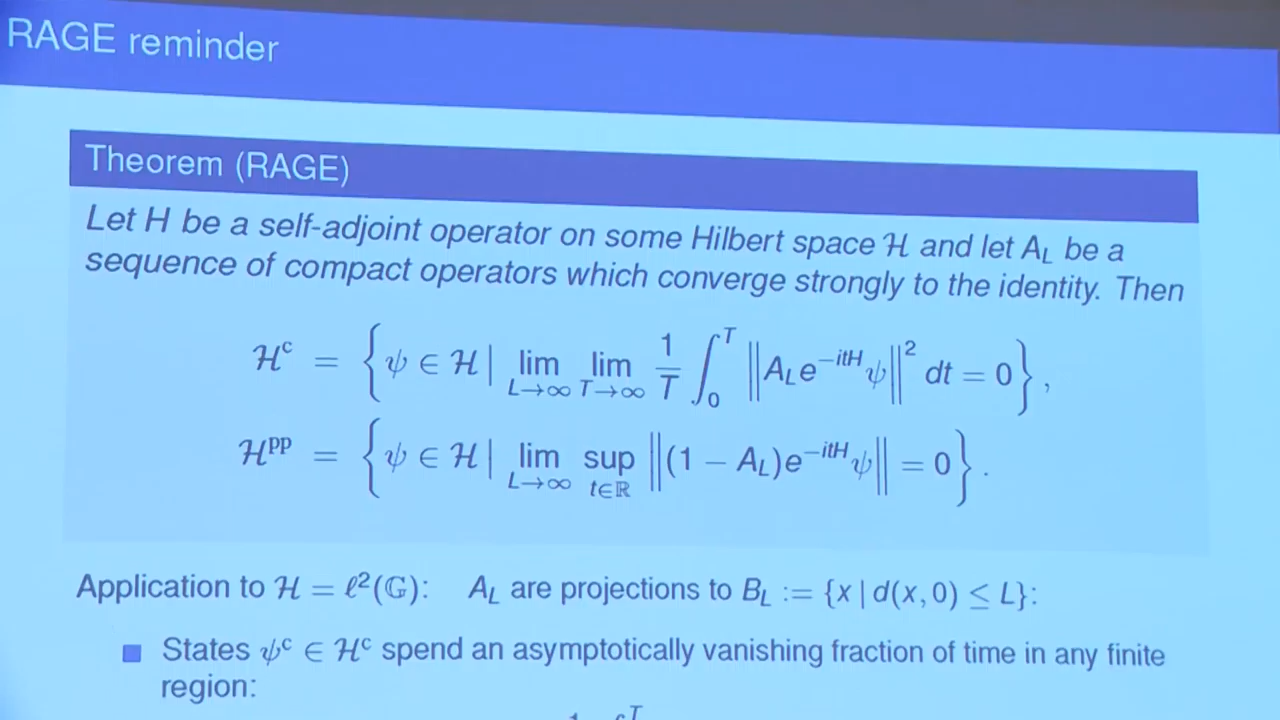 RAGE reminder
Theorem (RAGE)
Let H be a self-adjoint operator on some Hilbert space ℋ and let A_L be a
sequence of compact operators which converge strongly to the identity. Then
ℋ^c = { ψ ∈ ℋ | lim_{L→∞} lim_{T→∞} 1/T ∫_0^T ‖A_L e^{−itH} ψ‖² dt = 0 } ,
ℋ^pp = { ψ ∈ ℋ | lim_{L→∞} sup_{t∈ℝ} ‖(1 − A_L)e^{−itH} ψ‖ = 0 } .
Application to ℋ = ℓ²(𝔾): A_L are projections to B_L := {x | d(x, 0) ≤ L}:
States ψ^c ∈ ℋ^c spend an asymptotically vanishing fraction of time in any finite
region: